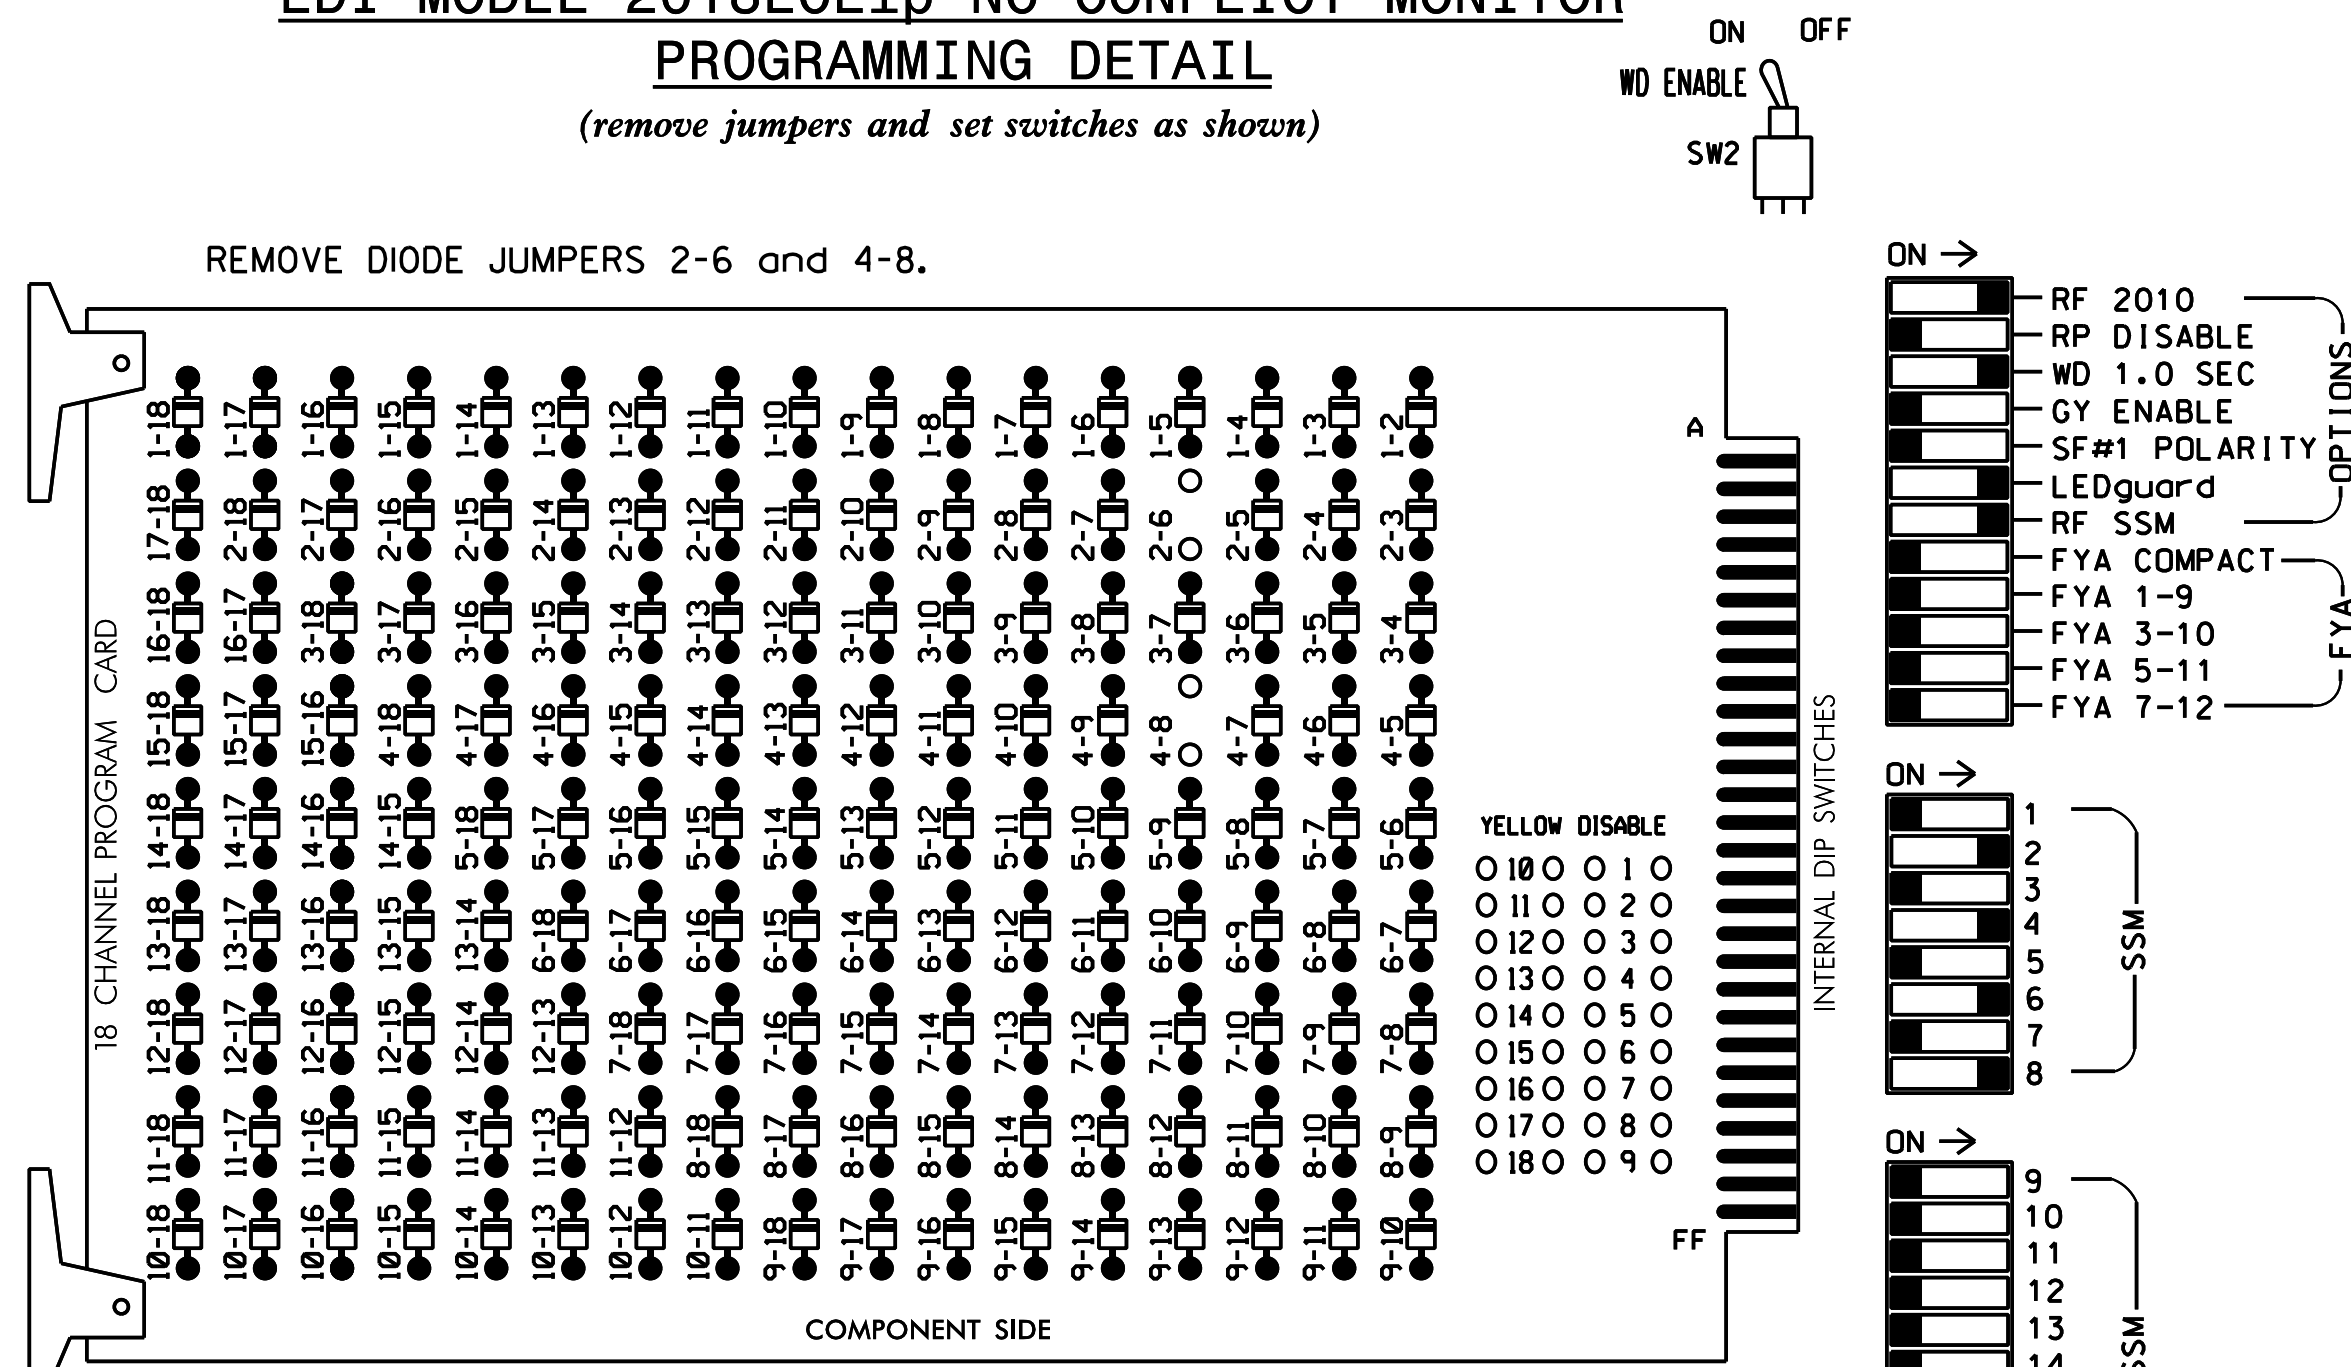 PROGRAMMING DETAIL
(remove jumpers and set switches as shown)
ON OFF
WD ENABLE
SW2
REMOVE DIODE JUMPERS 2-6 and 4-8.
18 CHANNEL PROGRAM CARD
1-18 1-17 1-16 1-15 1-14 1-13 1-12 1-11 1-10 1-9 1-8 1-7 1-6 1-5 1-4 1-3 1-2
17-18 2-18 2-17 2-16 2-15 2-14 2-13 2-12 2-11 2-10 2-9 2-8 2-7 2-6 2-5 2-4 2-3
16-18 16-17 3-18 3-17 3-16 3-15 3-14 3-13 3-12 3-11 3-10 3-9 3-8 3-7 3-6 3-5 3-4
15-18 15-17 15-16 4-18 4-17 4-16 4-15 4-14 4-13 4-12 4-11 4-10 4-9 4-8 4-7 4-6 4-5
14-18 14-17 14-16 14-15 5-18 5-17 5-16 5-15 5-14 5-13 5-12 5-11 5-10 5-9 5-8 5-7 5-6
13-18 13-17 13-16 13-15 13-14 6-18 6-17 6-16 6-15 6-14 6-13 6-12 6-11 6-10 6-9 6-8 6-7
12-18 12-17 12-16 12-15 12-14 12-13 7-18 7-17 7-16 7-15 7-14 7-13 7-12 7-11 7-10 7-9 7-8
11-18 11-17 11-16 11-15 11-14 11-13 11-12 8-18 8-17 8-16 8-15 8-14 8-13 8-12 8-11 8-10 8-9
10-18 10-17 10-16 10-15 10-14 10-13 10-12 10-11 9-18 9-17 9-16 9-15 9-14 9-13 9-12 9-11 9-10
COMPONENT SIDE
YELLOW DISABLE
10 1
11 2
12 3
13 4
14 5
15 6
16 7
17 8
18 9
A
FF
INTERNAL DIP SWITCHES
ON
RF 2010
RP DISABLE
WD 1.0 SEC
GY ENABLE
SF#1 POLARITY
LEDguard
RF SSM
OPTIONS
FYA COMPACT
FYA 1-9
FYA 3-10
FYA 5-11
FYA 7-12
FYA
ON
1
2
3
4
5
6
7
8
SSM
ON
9
10
11
12
13
14
SSM